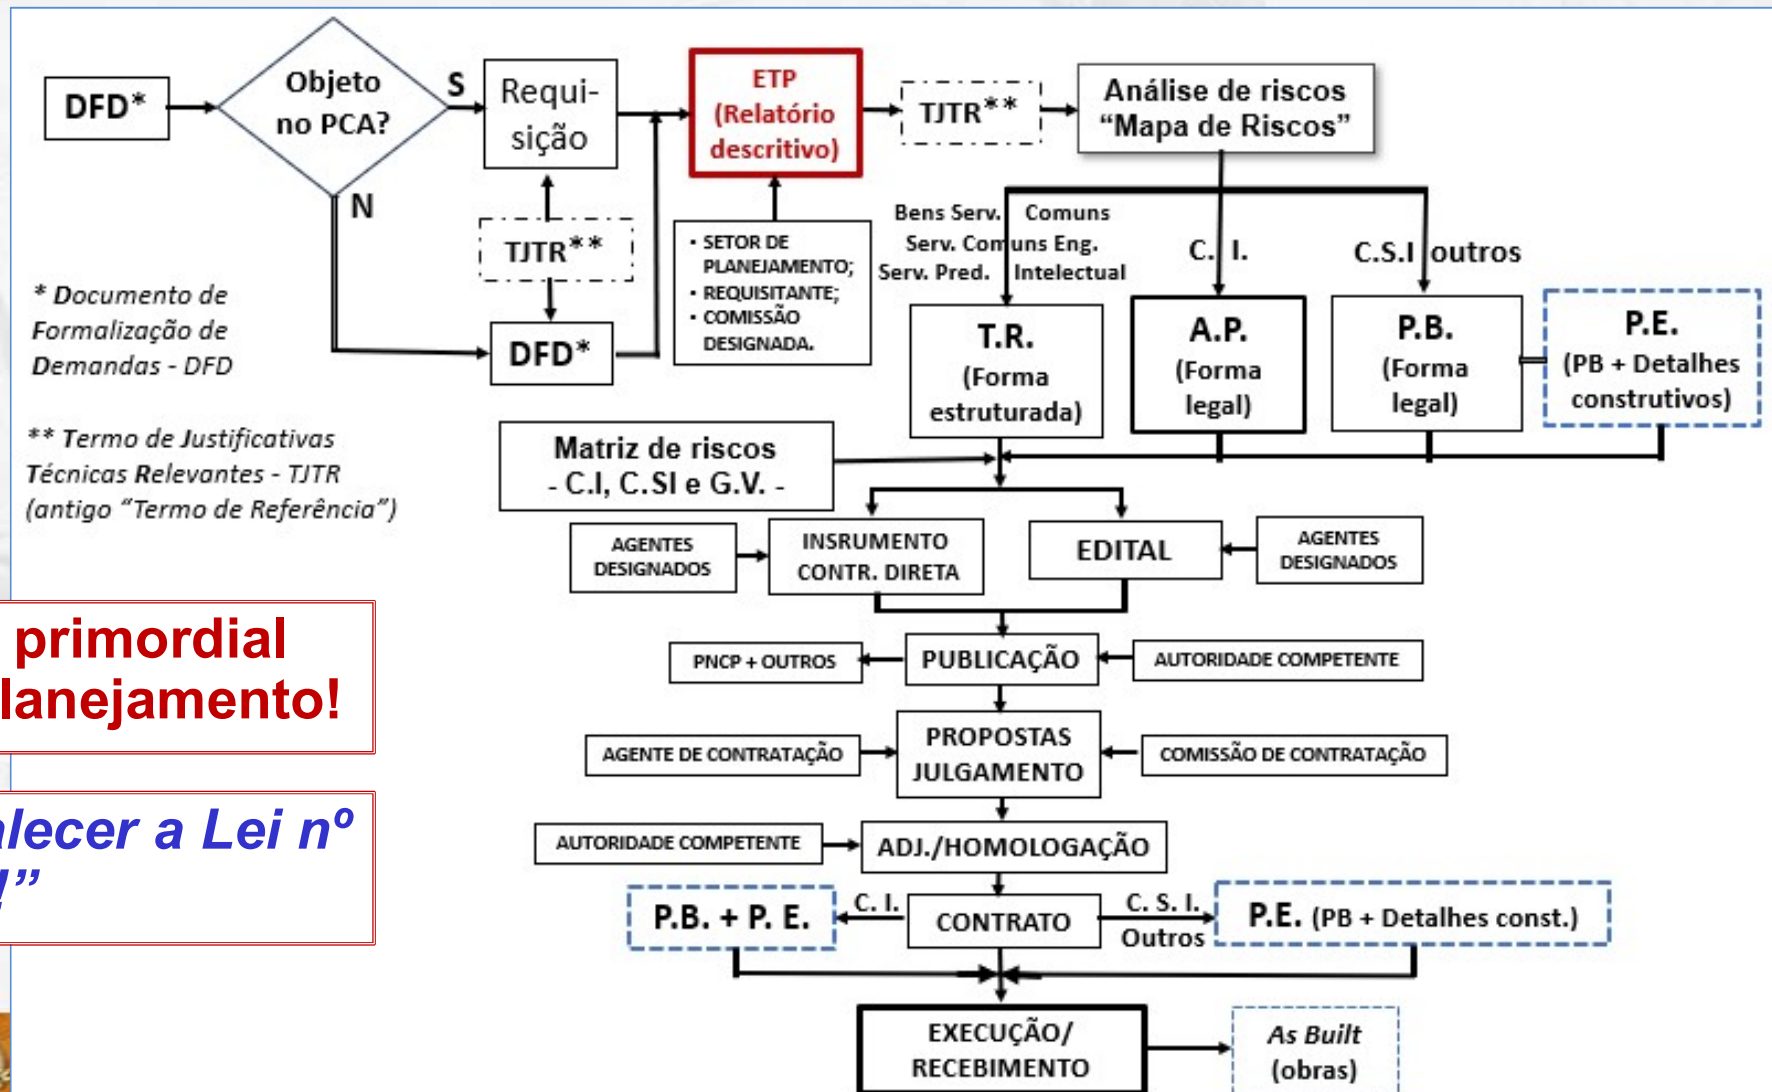 DFD*
Objeto
no PCA?
S
N
Requi-
sição
TJTR**
DFD*
ETP
(Relatório
descritivo)
• SETOR DE
PLANEJAMENTO;
• REQUISITANTE;
• COMISSÃO
DESIGNADA.
TJTR**
Análise de riscos
“Mapa de Riscos”
Bens Serv. Comuns
Serv. Comuns Eng.
Serv. Pred. Intelectual
C. I.
C.S.I outros
T.R.
(Forma
estruturada)
A.P.
(Forma
legal)
P.B.
(Forma
legal)
P.E.
(PB + Detalhes
construtivos)
* Documento de
Formalização de
Demandas - DFD
** Termo de Justificativas
Técnicas Relevantes - TJTR
(antigo “Termo de Referência”)
Matriz de riscos
- C.I, C.SI e G.V. -
AGENTES
DESIGNADOS
INSRUMENTO
CONTR. DIRETA
EDITAL
AGENTES
DESIGNADOS
primordial
lanejamento!
PNCP + OUTROS
PUBLICAÇÃO
AUTORIDADE COMPETENTE
AGENTE DE CONTRATAÇÃO
PROPOSTAS
JULGAMENTO
COMISSÃO DE CONTRATAÇÃO
alecer a Lei nº
!”
AUTORIDADE COMPETENTE
ADJ./HOMOLOGAÇÃO
P.B. + P. E.
C. I.
CONTRATO
C. S. I.
Outros
P.E. (PB + Detalhes const.)
EXECUÇÃO/
RECEBIMENTO
As Built
(obras)